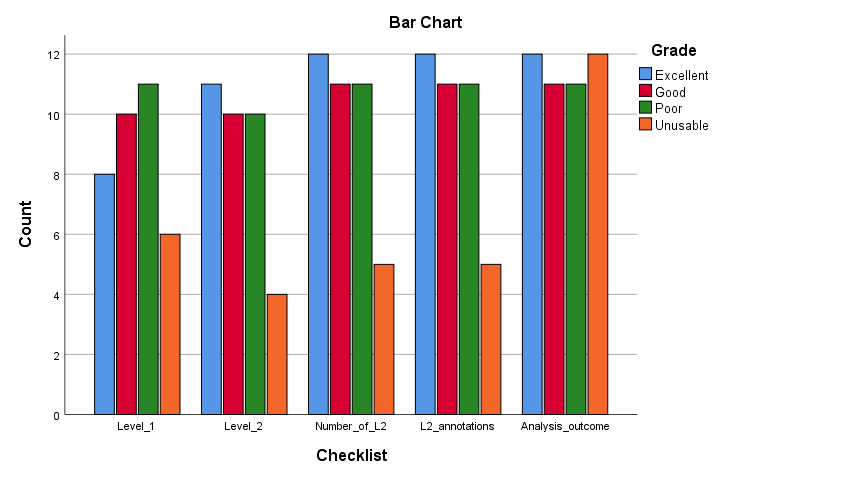 Bar Chart
Grade
Excellent
Good
Poor
Unusable
Count
12
10
8
6
4
2
0
Level_1
Level_2
Number_of_L2
L2_annotations
Analysis_outcome
Checklist